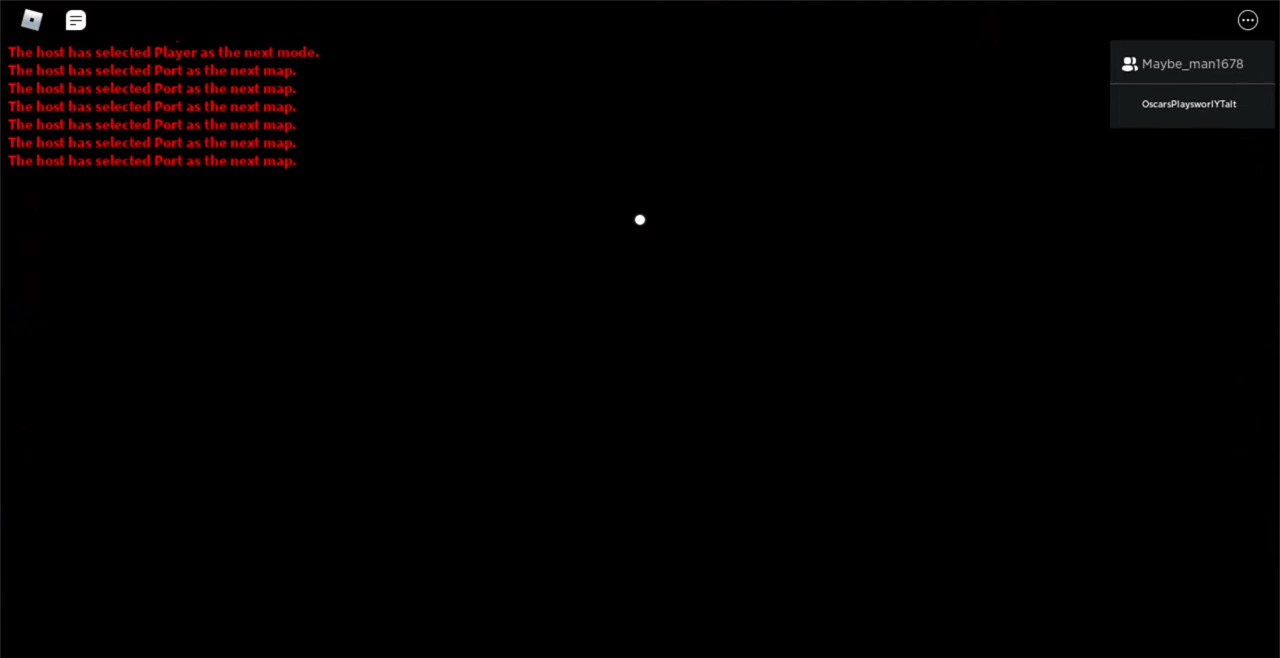 The host has selected Player as the next mode.
The host has selected Port as the next map.
The host has selected Port as the next map.
The host has selected Port as the next map.
The host has selected Port as the next map.
The host has selected Port as the next map.
The host has selected Port as the next map.
Maybe_man1678
OscarsPlaysworlYTalt